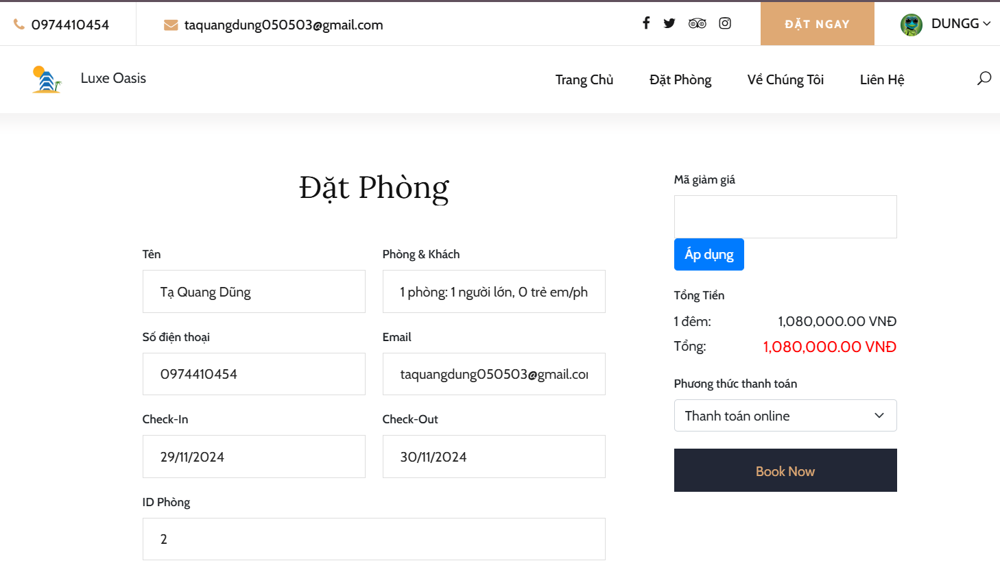 0974410454
taquangdung050503@gmail.com
ĐẶT NGAY
DUNGG
Luxe Oasis
Trang Chủ
Đặt Phòng
Về Chúng Tôi
Liên Hệ
Đặt Phòng
Tên
Phòng & Khách
Tạ Quang Dũng
1 phòng: 1 người lớn, 0 trẻ em/ph
Số điện thoại
Email
0974410454
taquangdung050503@gmail.co
Check-In
Check-Out
29/11/2024
30/11/2024
ID Phòng
2
Mã giảm giá
Áp dụng
Tổng Tiền
1 đêm:
1,080,000.00 VNĐ
Tổng:
1,080,000.00 VNĐ
Phương thức thanh toán
Thanh toán online
Book Now